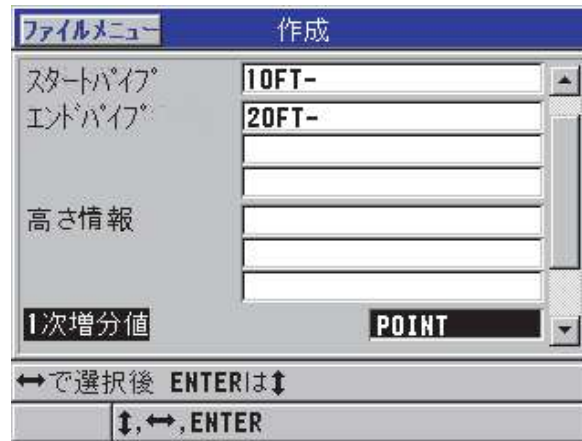 ファイルメニュー 作成
スタートパイプ 10FT-
エンドパイプ 20FT-
高さ情報
1次増分値 POINT
↔で選択後 ENTERは↕
↕,↔,ENTER